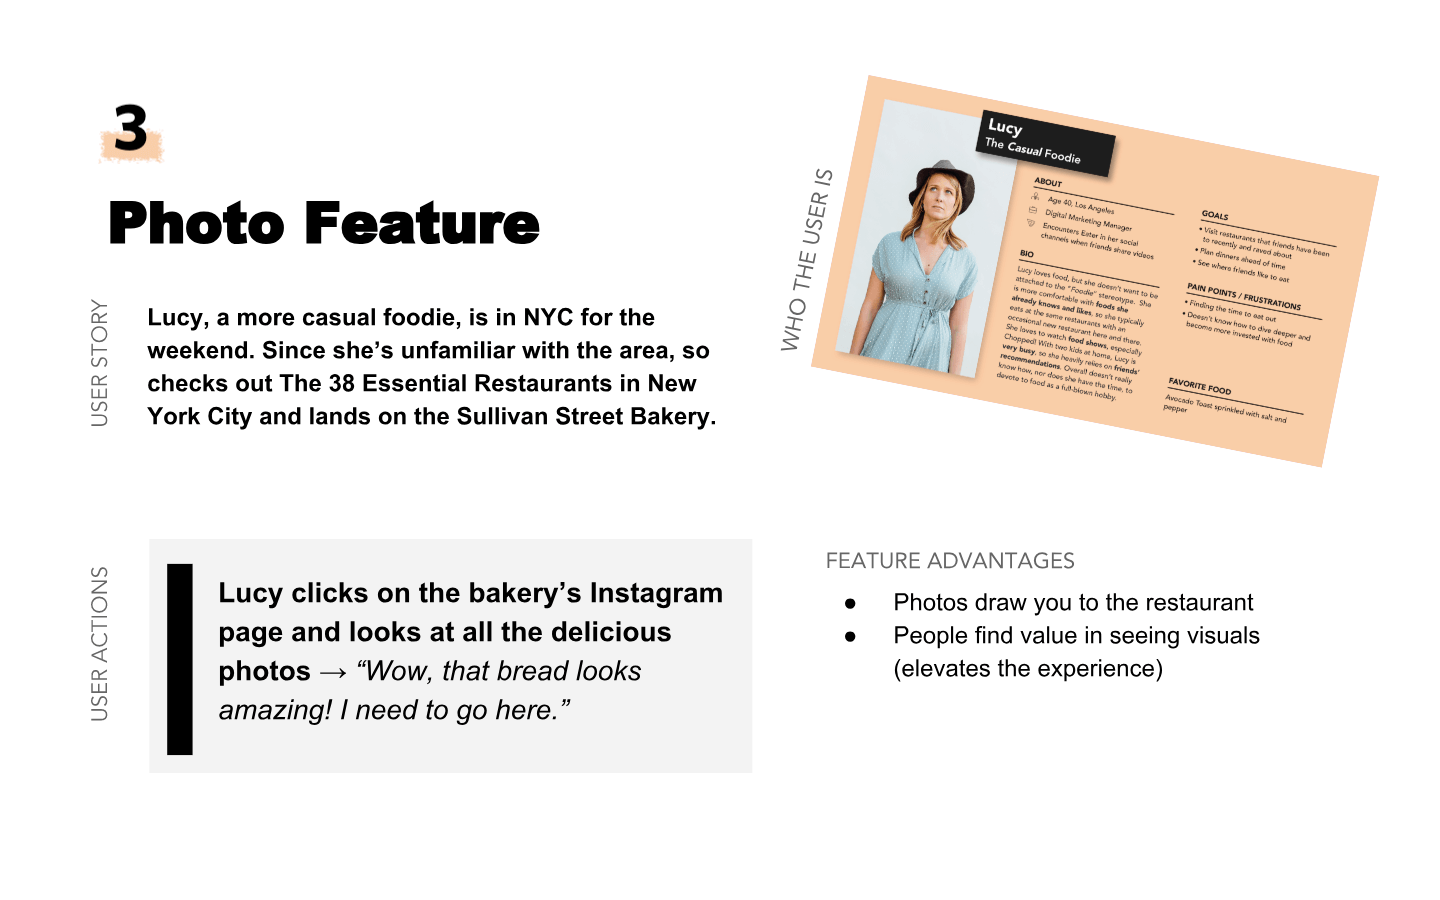 3
Photo Feature
USER STORY
Lucy, a more casual foodie, is in NYC for the
weekend. Since she’s unfamiliar with the area, so
checks out The 38 Essential Restaurants in New
York City and lands on the Sullivan Street Bakery.
WHO THE USER IS
Lucy
The Casual Foodie
ABOUT
Age 40, Los Angeles
Digital Marketing Manager
Encounters Eater in her social
channels when friends share videos
BIO
Lucy loves food, but she doesn't want to be
attached to the "Foodie" stereotype. She
is more comfortable with foods she
already knows and likes, so she typically
eats at the same restaurants with an
occasional new restaurant here and there.
She loves to watch food shows, especially
Chopped! With two kids at home, Lucy is
very busy, so she heavily relies on friends'
recommendations. Overall doesn't really
know how, nor does she have the time, to
devote to food as a full-blown hobby.
GOALS
• Visit restaurants that friends have been
to recently and raved about
• Plan dinners ahead of time
• See where friends like to eat
PAIN POINTS / FRUSTRATIONS
• Finding the time to eat out
• Doesn't know how to dive deeper and
become more invested with food
FAVORITE FOOD
Avocado Toast sprinkled with salt and
pepper
USER ACTIONS
Lucy clicks on the bakery’s Instagram
page and looks at all the delicious
photos → “Wow, that bread looks
amazing! I need to go here.”
FEATURE ADVANTAGES
● Photos draw you to the restaurant
● People find value in seeing visuals
(elevates the experience)